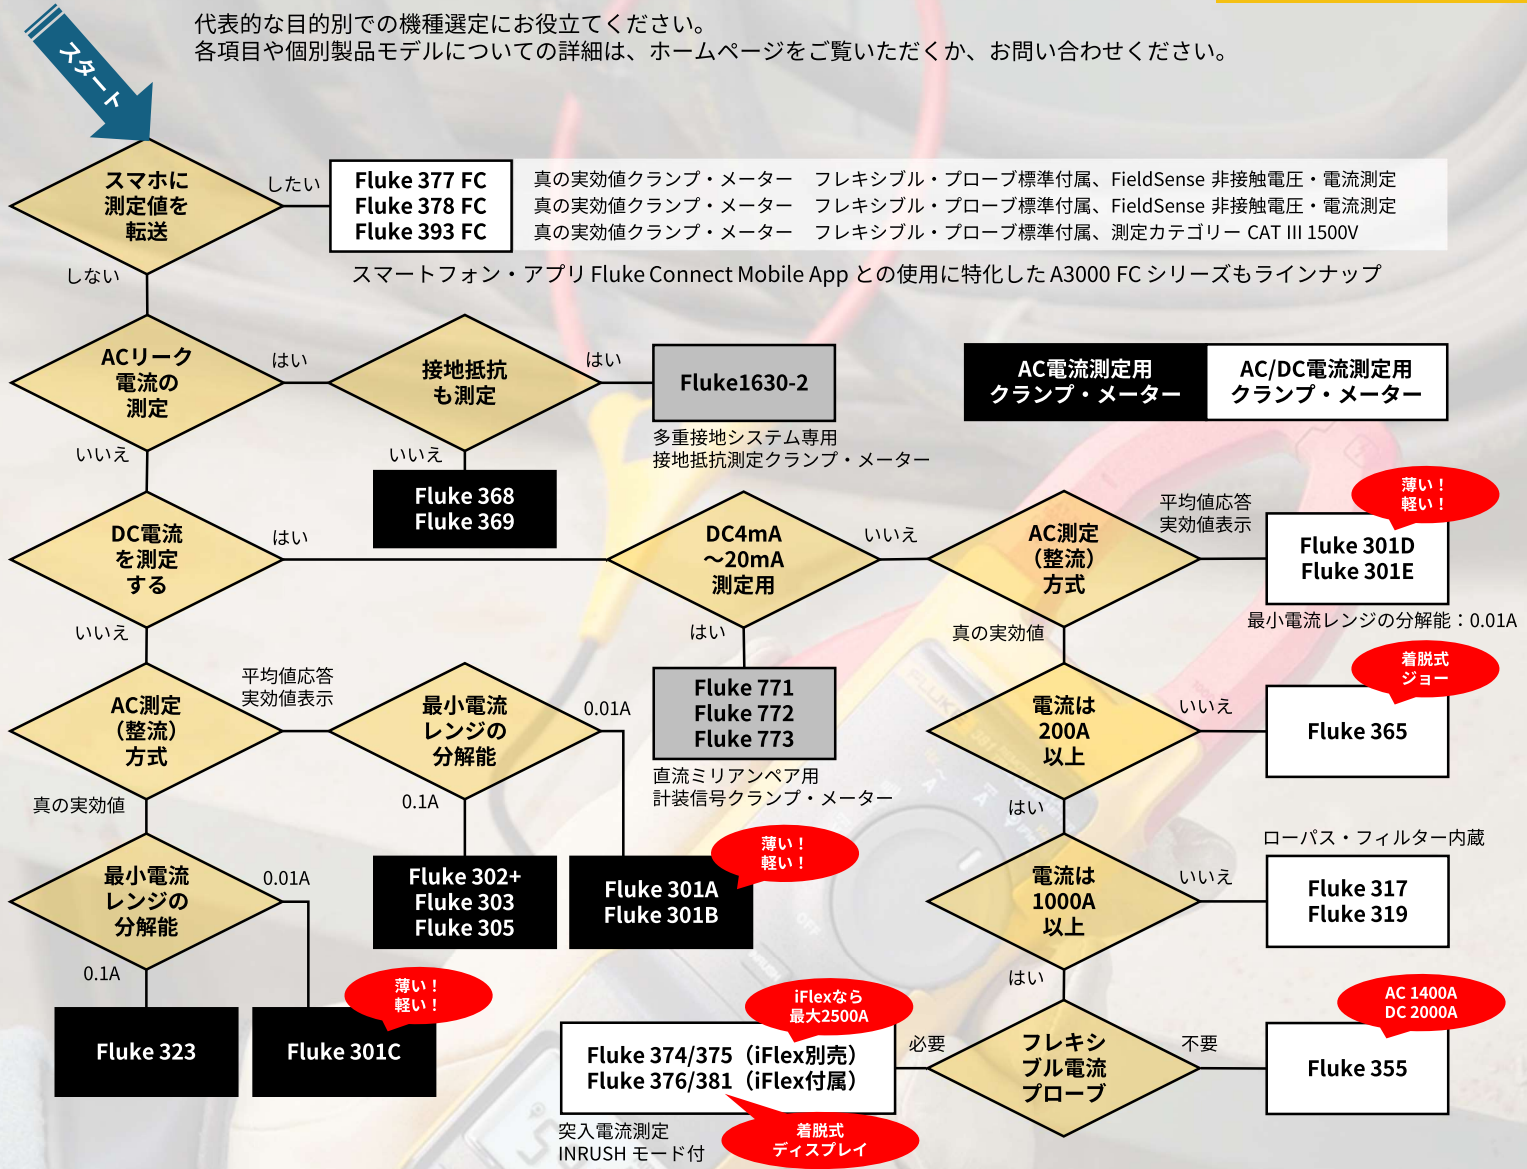 代表的な目的別での機種選定にお役立てください。
各項目や個別製品モデルについての詳細は、ホームページをご覧いただくか、お問い合わせください。
スタート
スマホに
測定値を
転送
したい
Fluke 377 FC
Fluke 378 FC
Fluke 393 FC
真の実効値クランプ・メーター フレキシブル・プローブ標準付属、FieldSense 非接触電圧・電流測定
真の実効値クランプ・メーター フレキシブル・プローブ標準付属、FieldSense 非接触電圧・電流測定
真の実効値クランプ・メーター フレキシブル・プローブ標準付属、測定カテゴリー CAT III 1500V
しない
スマートフォン・アプリ Fluke Connect Mobile App との使用に特化した A3000 FC シリーズもラインナップ
ACリーク
電流の
測定
はい
接地抵抗
も測定
はい
Fluke1630-2
多重接地システム専用
接地抵抗測定クランプ・メーター
AC電流測定用
クランプ・メーター
AC/DC電流測定用
クランプ・メーター
いいえ
いいえ
Fluke 368
Fluke 369
DC電流
を測定
する
はい
DC4mA
～20mA
測定用
いいえ
AC測定
（整流）
方式
平均値応答
実効値表示
薄い！
軽い！
Fluke 301D
Fluke 301E
最小電流レンジの分解能：0.01A
いいえ
はい
真の実効値
Fluke 771
Fluke 772
Fluke 773
直流ミリアンペア用
計装信号クランプ・メーター
AC測定
（整流）
方式
平均値応答
実効値表示
最小電流
レンジの
分解能
0.01A
電流は
200A
以上
いいえ
着脱式
ジョー
Fluke 365
真の実効値
0.1A
はい
最小電流
レンジの
分解能
0.01A
Fluke 302+
Fluke 303
Fluke 305
薄い！
軽い！
Fluke 301A
Fluke 301B
電流は
1000A
以上
いいえ
ローパス・フィルター内蔵
Fluke 317
Fluke 319
0.1A
はい
Fluke 323
薄い！
軽い！
Fluke 301C
iFlexなら
最大2500A
Fluke 374/375（iFlex別売）
Fluke 376/381（iFlex付属）
必要
フレキシ
ブル電流
プローブ
不要
AC 1400A
DC 2000A
Fluke 355
突入電流測定
INRUSH モード付
着脱式
ディスプレイ